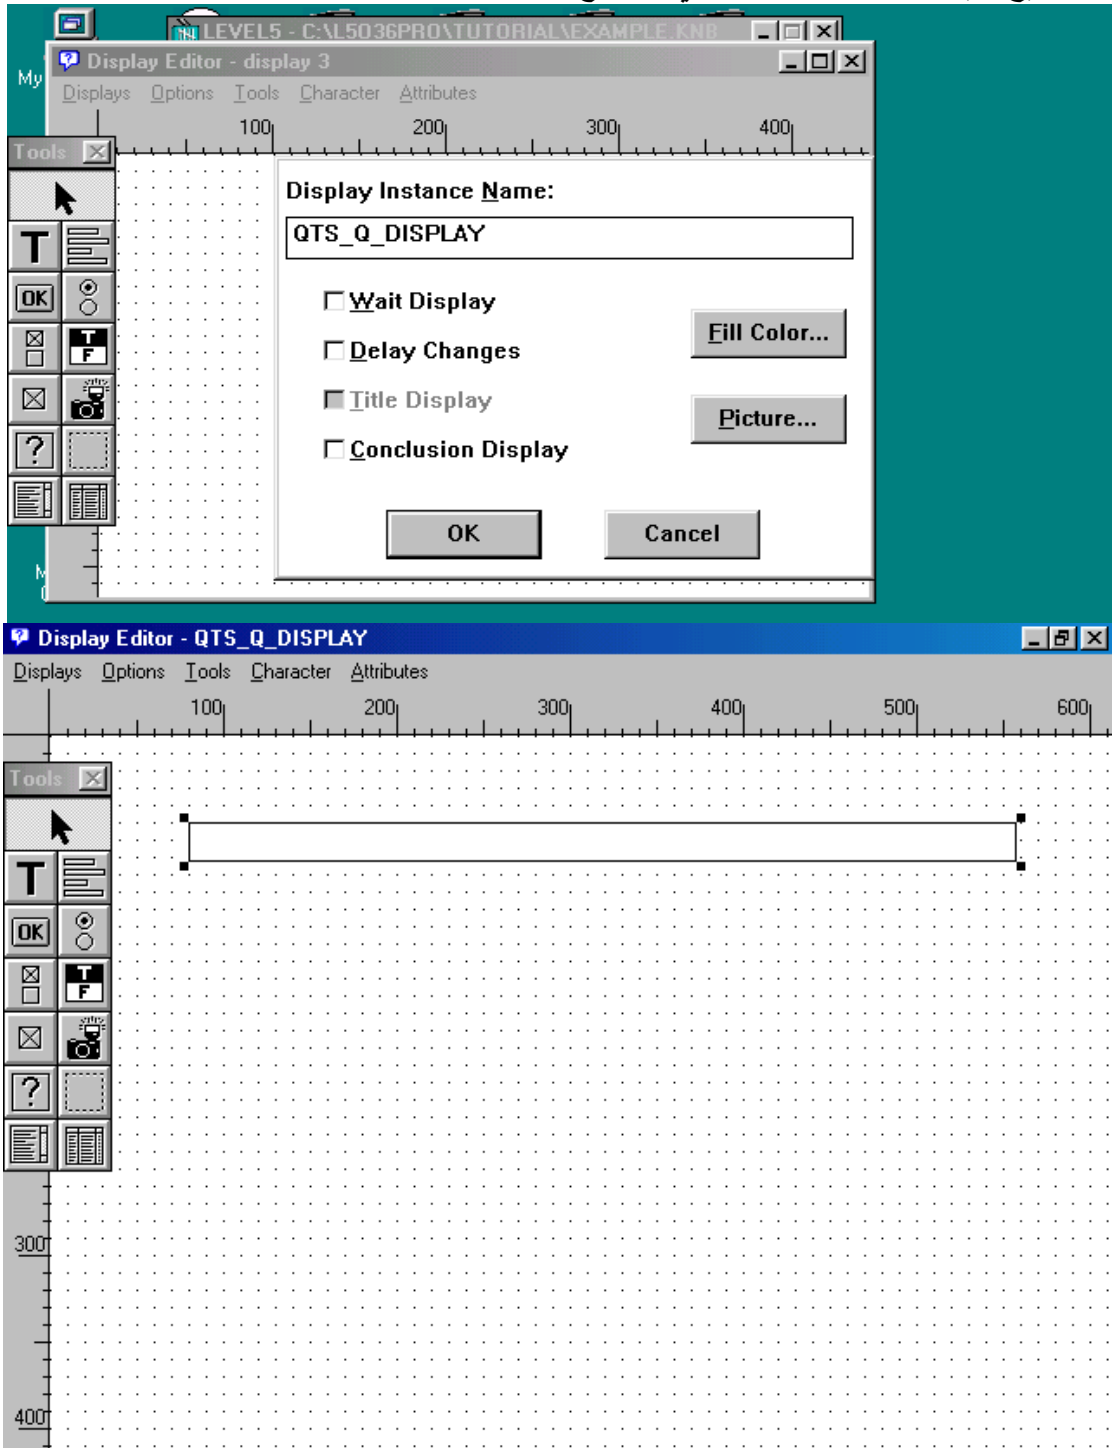 LEVEL5 - C:\L5036PRO\TUTORIAL\EXAMPLE.KNB
Display Editor - display 3
My
Displays Options Tools Character Attributes
100 200 300 400
Tools
Display Instance Name:
QTS_Q_DISPLAY
T
OK
Wait Display
Fill Color...
T
F
Delay Changes
Title Display
Picture...
?
Conclusion Display
OK Cancel
Display Editor - QTS_Q_DISPLAY
Displays Options Tools Character Attributes
100 200 300 400 500 600
Tools
T
OK
T
F
?
300
400